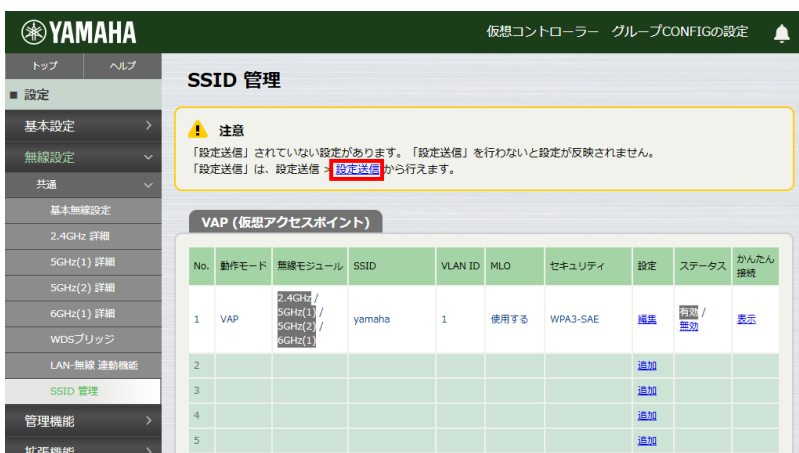 YAMAHA
仮想コントローラー グループCONFIGの設定
トップ ヘルプ
■ 設定
基本設定
無線設定
共通
基本無線設定
2.4GHz 詳細
5GHz(1) 詳細
5GHz(2) 詳細
6GHz(1) 詳細
WDSブリッジ
LAN-無線 連動機能
SSID 管理
管理機能
拡張機能
SSID 管理
注意
「設定送信」されていない設定があります。「設定送信」を行わないと設定が反映されません。
「設定送信」は、設定送信 > 設定送信から行えます。
VAP (仮想アクセスポイント)
No. 動作モード 無線モジュール SSID VLAN ID MLO セキュリティ 設定 ステータス かんたん接続
1 VAP 2.4GHz / 5GHz(1) / 5GHz(2) / 6GHz(1) yamaha 1 使用する WPA3-SAE 編集 有効 / 無効 表示
2 追加
3 追加
4 追加
5 追加